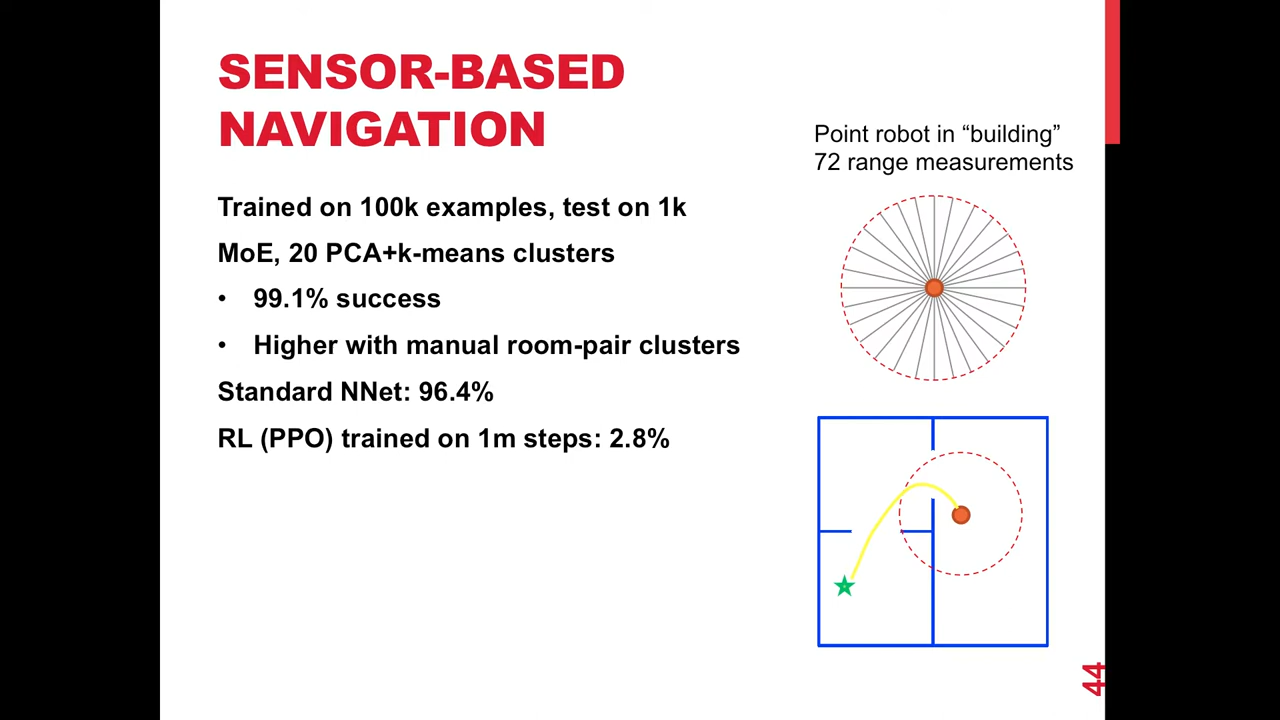 SENSOR-BASED
NAVIGATION
Trained on 100k examples, test on 1k
MoE, 20 PCA+k-means clusters
• 99.1% success
• Higher with manual room-pair clusters
Standard NNet: 96.4%
RL (PPO) trained on 1m steps: 2.8%
Point robot in “building”
72 range measurements
44